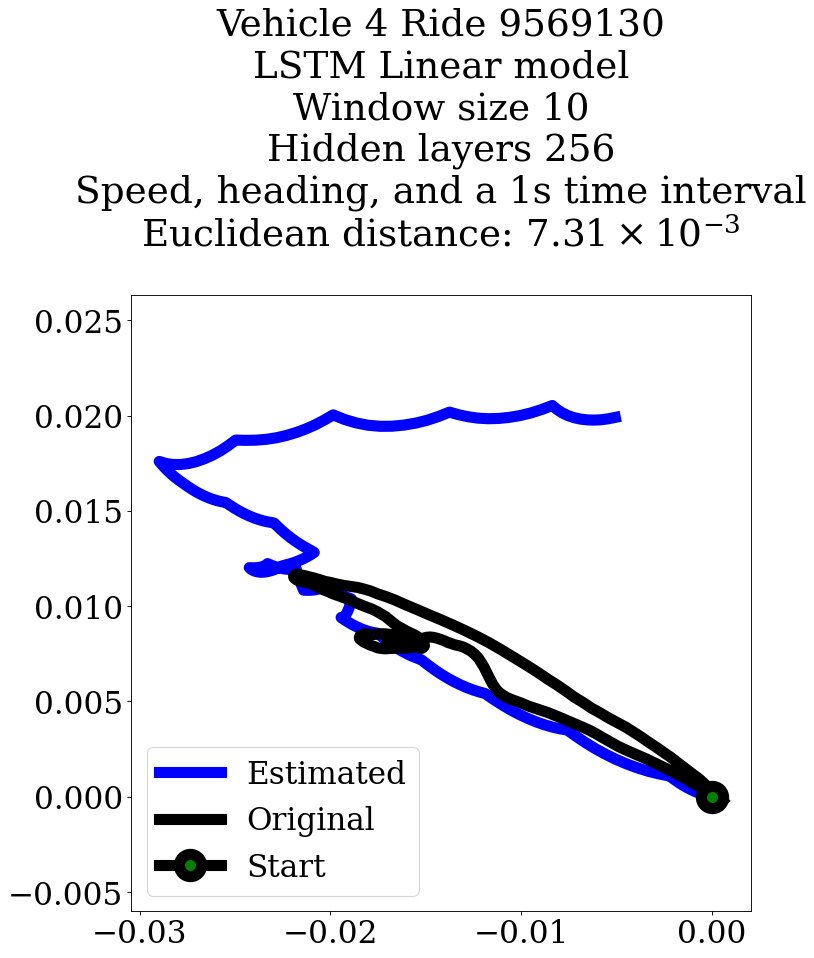 Vehicle 4 Ride 9569130
LSTM Linear model
Window size 10
Hidden layers 256
Speed, heading, and a 1s time interval
Euclidean distance: 7.31 × 10⁻³
0.025
0.020
0.015
0.010
0.005
0.000
−0.005
Estimated
Original
Start
−0.03
−0.02
−0.01
0.00